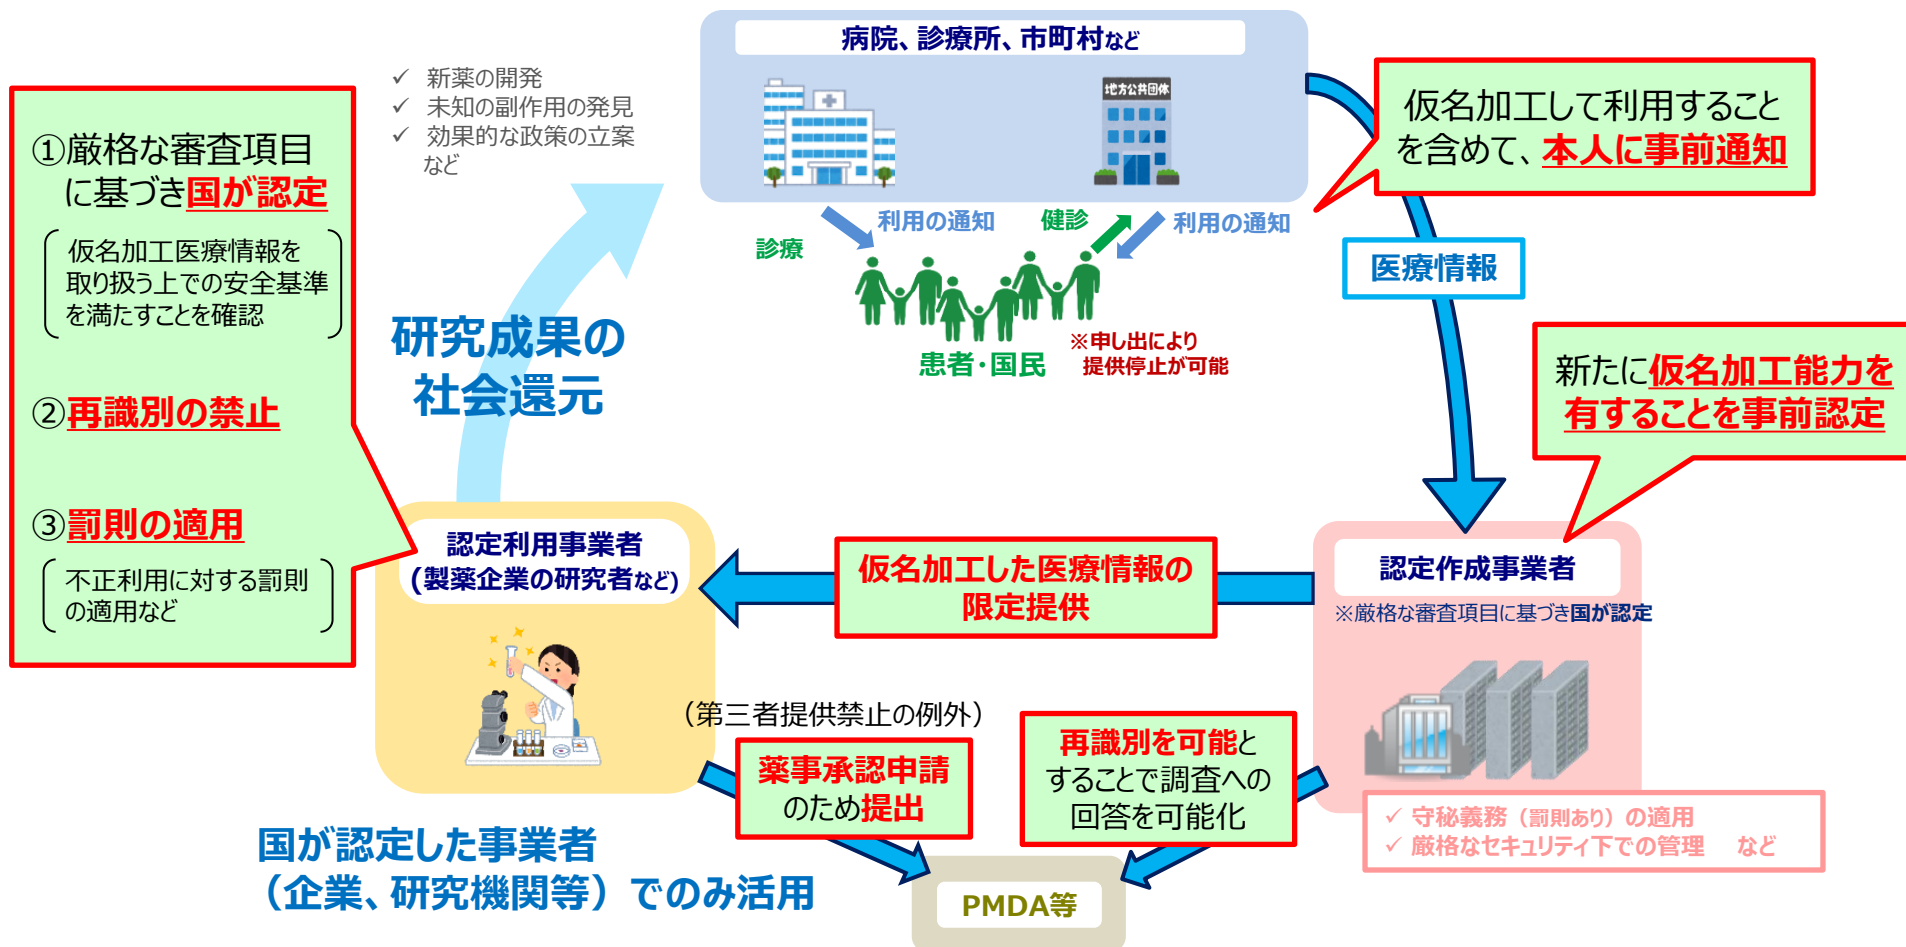 病院、診療所、市町村など
地方公共団体
✓ 新薬の開発
✓ 未知の副作用の発見
✓ 効果的な政策の立案
など
①厳格な審査項目
に基づき国が認定
仮名加工医療情報を
取り扱う上での安全基準
を満たすことを確認
②再識別の禁止
③罰則の適用
不正利用に対する罰則
の適用など
仮名加工して利用すること
を含めて、本人に事前通知
利用の通知
健診
利用の通知
診療
医療情報
患者・国民
※申し出により
提供停止が可能
研究成果の
社会還元
新たに仮名加工能力を
有することを事前認定
認定利用事業者
(製薬企業の研究者など)
仮名加工した医療情報の
限定提供
認定作成事業者
※厳格な審査項目に基づき国が認定
（第三者提供禁止の例外）
薬事承認申請
のため提出
再識別を可能と
することで調査への
回答を可能化
✓ 守秘義務（罰則あり）の適用
✓ 厳格なセキュリティ下での管理 など
国が認定した事業者
（企業、研究機関等）でのみ活用
PMDA等